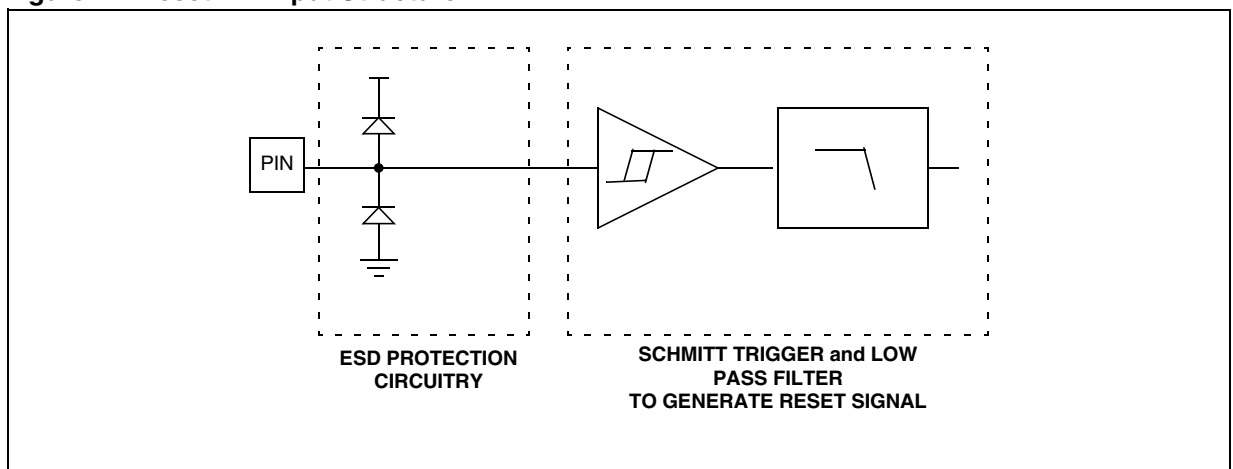 PIN
ESD PROTECTION
CIRCUITRY
SCHMITT TRIGGER and LOW
PASS FILTER
TO GENERATE RESET SIGNAL